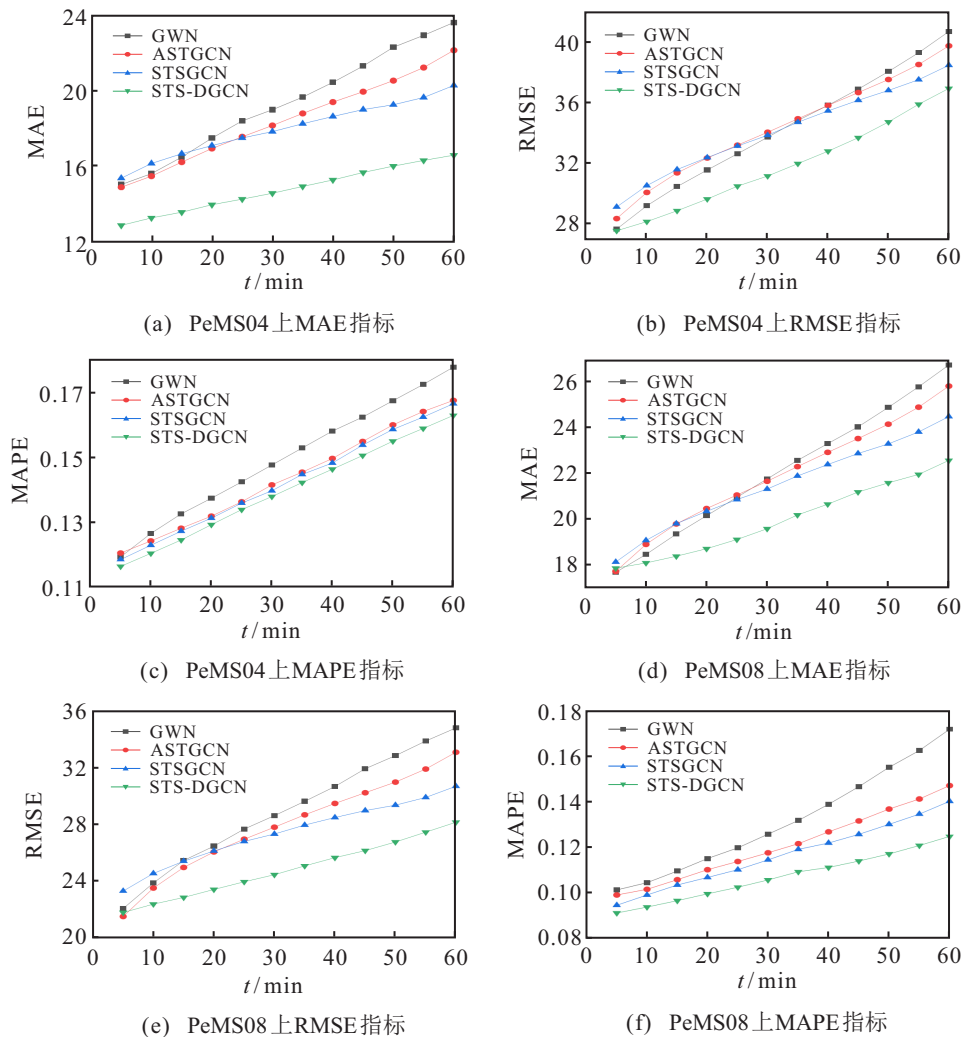 24
20
16
12
MAE
GWN
ASTGCN
STSGCN
STS-DGCN
0 10 20 30 40 50 60
t/min
(a) PeMS04上MAE指标
40
36
32
28
RMSE
GWN
ASTGCN
STSGCN
STS-DGCN
0 10 20 30 40 50 60
t/min
(b) PeMS04上RMSE指标
0.17
0.15
0.13
0.11
MAPE
GWN
ASTGCN
STSGCN
STS-DGCN
0 10 20 30 40 50 60
t/min
(c) PeMS04上MAPE指标
26
24
22
20
18
MAE
GWN
ASTGCN
STSGCN
STS-DGCN
0 10 20 30 40 50 60
t/min
(d) PeMS08上MAE指标
36
32
28
24
20
RMSE
GWN
ASTGCN
STSGCN
STS-DGCN
0 10 20 30 40 50 60
t/min
(e) PeMS08上RMSE指标
0.18
0.16
0.14
0.12
0.10
0.08
MAPE
GWN
ASTGCN
STSGCN
STS-DGCN
0 10 20 30 40 50 60
t/min
(f) PeMS08上MAPE指标